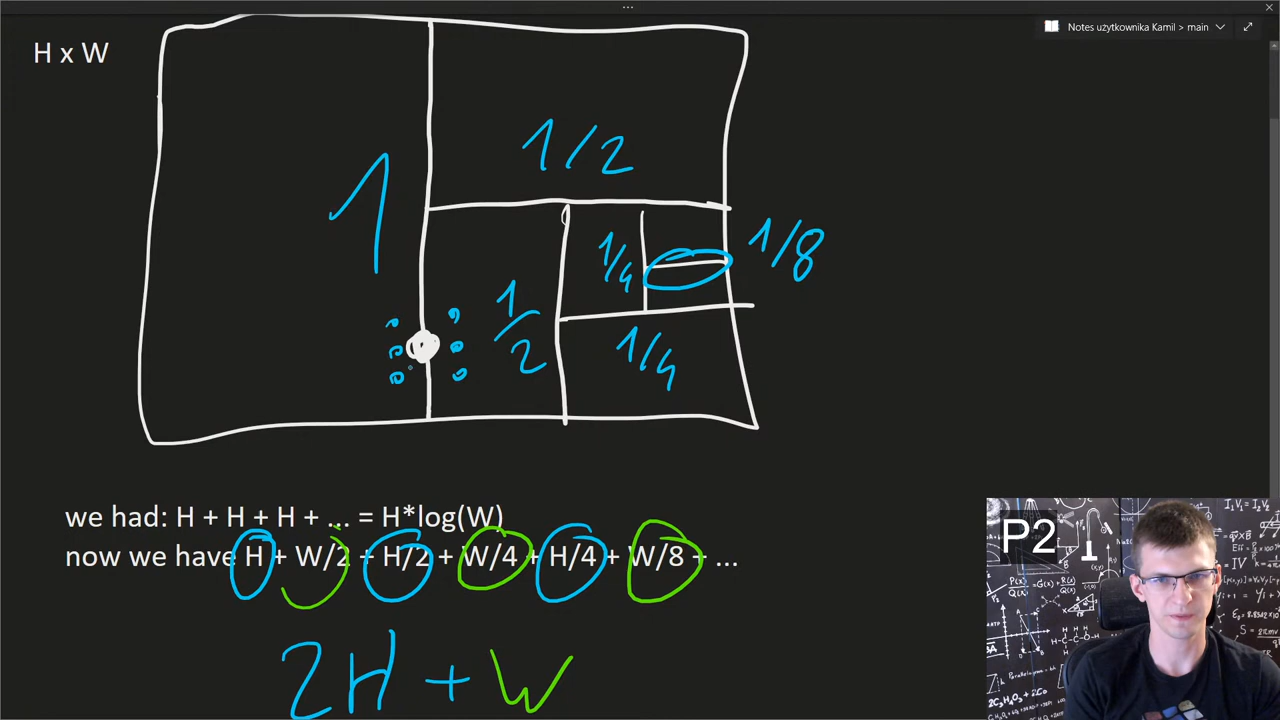 Notes użytkownika Kamil > main
H x W
1/2
1
1/4
1/8
1/2
1/4
we had: H + H + H + ... = H*log(W)
now we have H + W/2 + H/2 + W/4 + H/4 + W/8 + ...
P2
2H + W